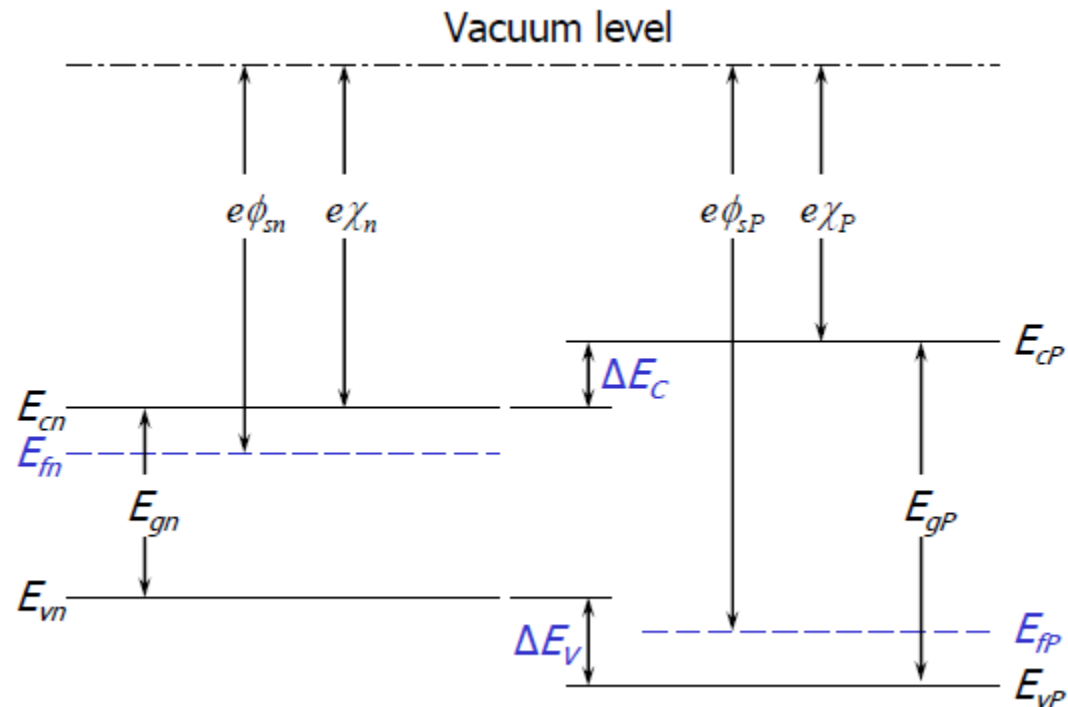 Vacuum level
eϕsn eχn eϕsP eχP
EcP
ΔEC
Ecn
Efn
Egn EgP
Evn
ΔEV EfP
EvP